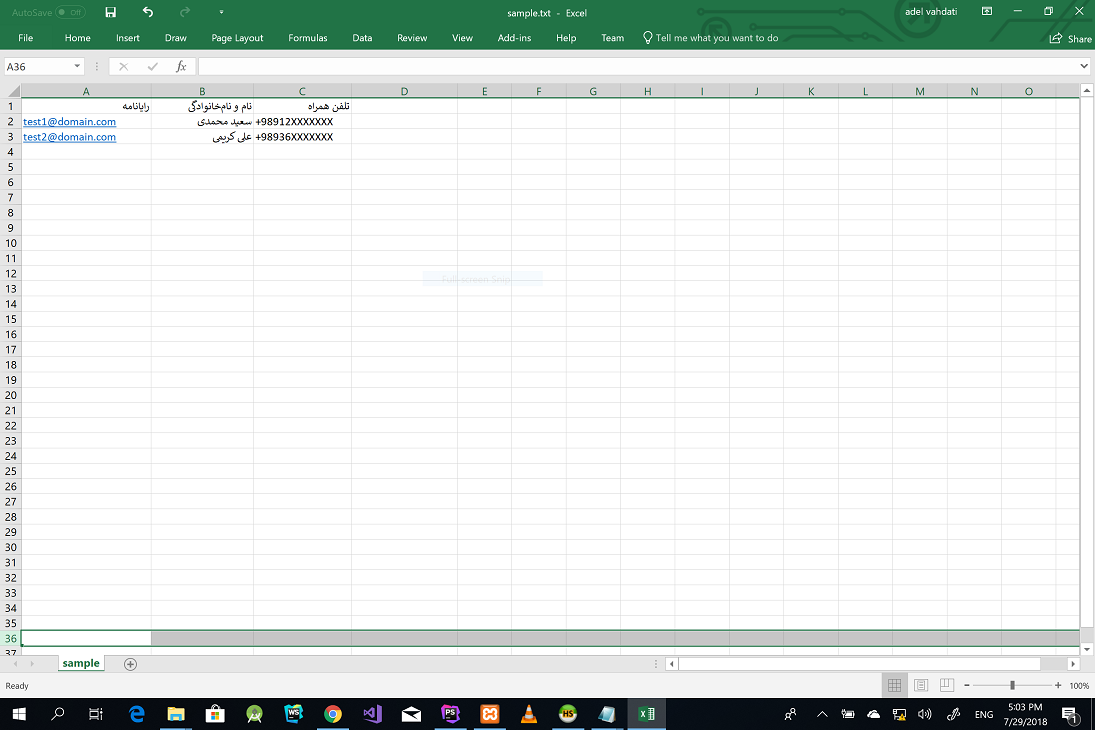 AutoSave Off
sample.txt - Excel
adel vahdati
File Home Insert Draw Page Layout Formulas Data Review View Add-ins Help Team Tell me what you want to do Share
A36 fx
A B C D E F G H I J K L M N O
1 رایانامه نام و نام‌خانوادگی تلفن همراه
2 test1@domain.com سعید محمدی +98912XXXXXXX
3 test2@domain.com علی کریمی +98936XXXXXXX
4
5
6
7
8
9
10
11
12
13
14
15
16
17
18
19
20
21
22
23
24
25
26
27
28
29
30
31
32
33
34
35
36
37
sample
Ready 100%
WS PS HS ENG 5:03 PM
7/29/2018 1